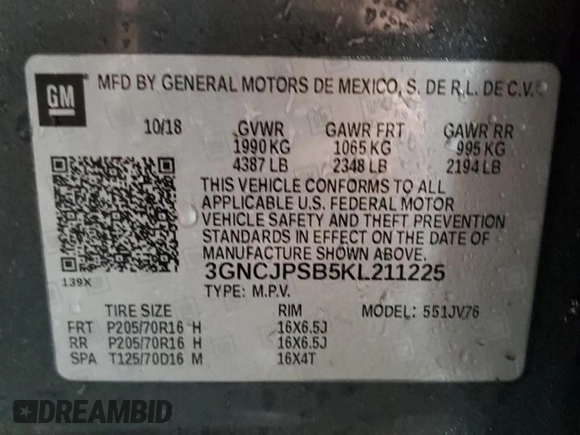 GM
MFD BY GENERAL MOTORS DE MEXICO, S. DE R.L. DE C.V.
10/18 GVWR GAWR FRT GAWR RR
1990 KG 1065 KG 995 KG
4387 LB 2348 LB 2194 LB
THIS VEHICLE CONFORMS TO ALL
APPLICABLE U.S. FEDERAL MOTOR
VEHICLE SAFETY AND THEFT PREVENTION
STANDARDS IN EFFECT ON THE DATE OF
MANUFACTURE SHOWN ABOVE.
3GNCJPSB5KL211225
139X TYPE: M.P.V.
TIRE SIZE RIM MODEL: 551JV76
FRT P205/70R16 H 16X6.5J
RR P205/70R16 H 16X6.5J
SPA T125/70D16 M 16X4T
DREAMBID